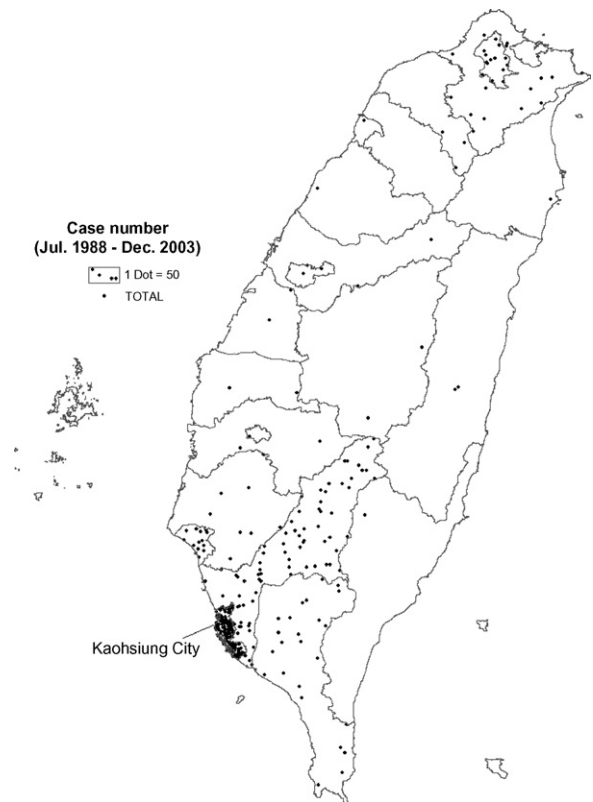 Case number
(Jul. 1988 - Dec. 2003)
1 Dot = 50
TOTAL
Kaohsiung City